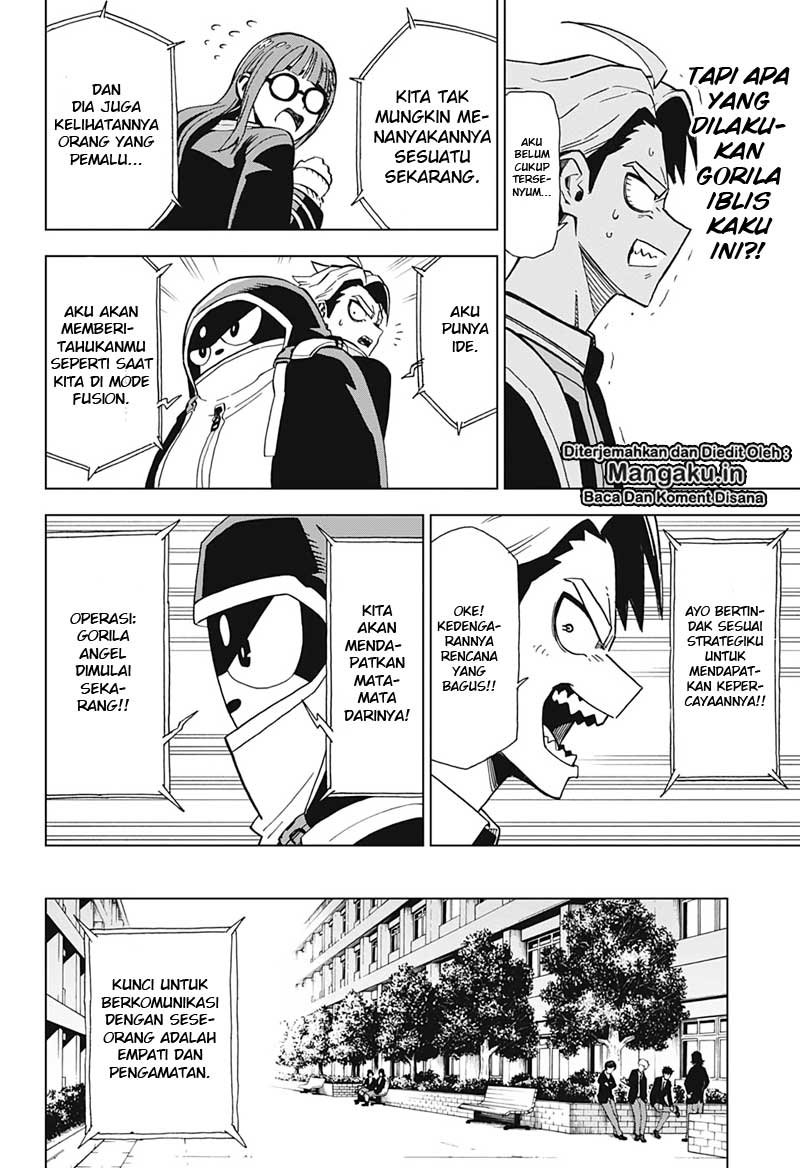 TAPI APA
YANG
DILAKU-
KAN
GORILA
IBLIS
KAKU
INI?!
AKU
BELUM
CUKUP
TERSE-
NYUM...
KITA TAK
MUNGKIN ME-
NANYAKANNYA
SESUATU
SEKARANG.
DAN
DIA JUGA
KELIHATANNYA
ORANG YANG
PEMALU...
AKU
PUNYA
IDE.
AKU AKAN
MEMBERI-
TAHUKANMU
SEPERTI SAAT
KITA DI MODE
FUSION.
Diterjemahkan dan Diedit Oleh :
Mangaku.in
Baca Dan Koment Disana
AYO BERTIN-
DAK SESUAI
STRATEGIKU
UNTUK
MENDAPAT-
KAN KEPER-
CAYAANNYA!!
OKE!
KEDENGA-
RANNYA
RENCANA
YANG
BAGUS!!
KITA
AKAN
MENDA-
PATKAN
MATA-
MATA
DARINYA!
OPERASI:
GORILA
ANGEL
DIMULAI
SEKA-
RANG!!
KUNCI UNTUK
BERKOMUNIKASI
DENGAN SESE-
ORANG ADALAH
EMPATI DAN
PENGAMATAN.